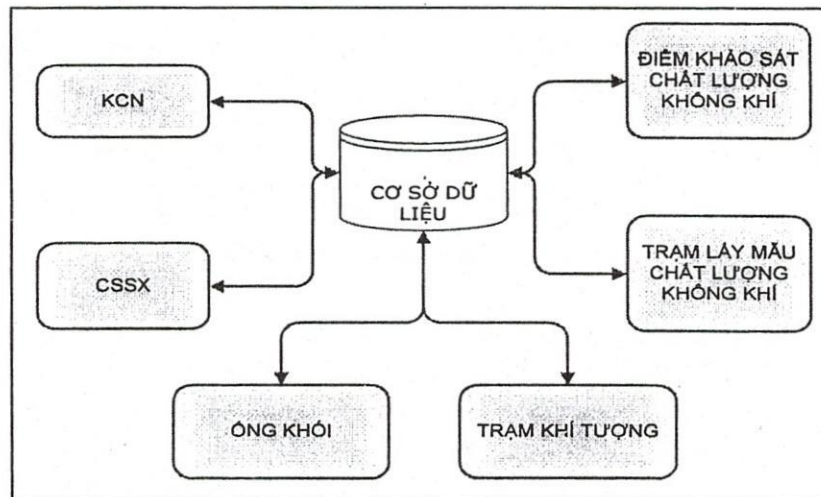 KCN
ĐIỂM KHẢO SÁT
CHẤT LƯỢNG
KHÔNG KHÍ
CƠ SỞ DỮ
LIỆU
CSSX
TRẠM LẤY MẪU
CHẤT LƯỢNG
KHÔNG KHÍ
ỐNG KHÓI
TRẠM KHÍ TƯỢNG